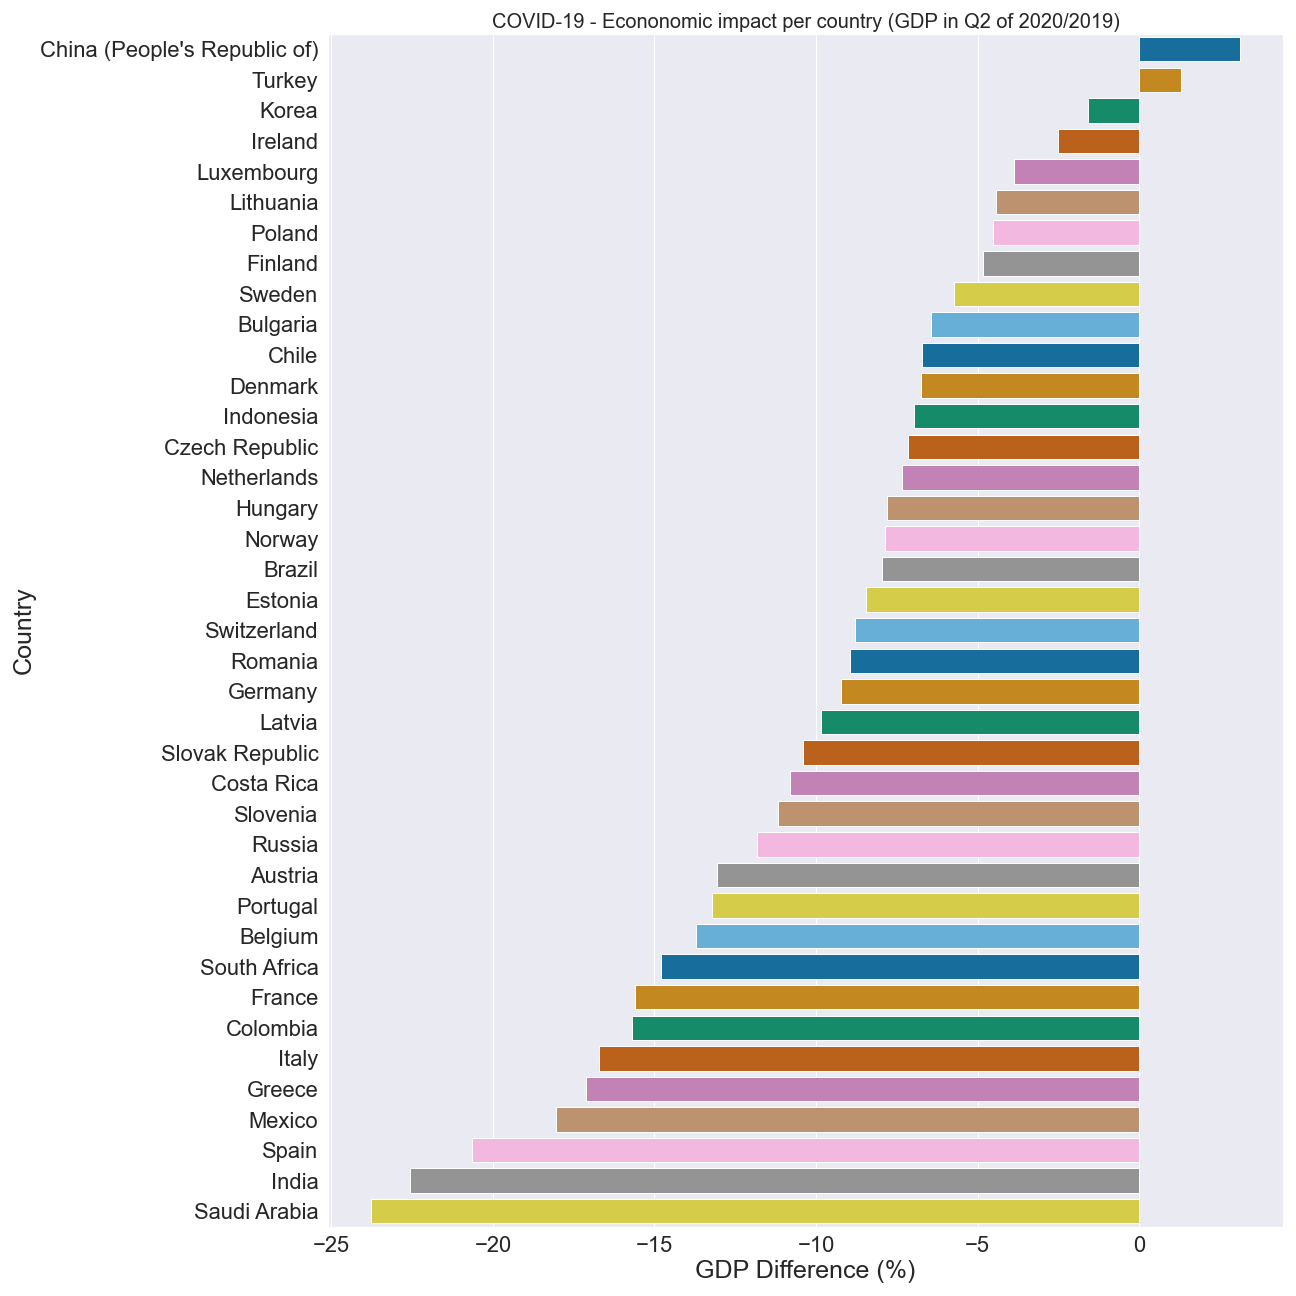 COVID-19 - Econonomic impact per country (GDP in Q2 of 2020/2019)
China (People's Republic of)
Turkey
Korea
Ireland
Luxembourg
Lithuania
Poland
Finland
Sweden
Bulgaria
Chile
Denmark
Indonesia
Czech Republic
Netherlands
Hungary
Norway
Brazil
Estonia
Switzerland
Romania
Germany
Latvia
Slovak Republic
Costa Rica
Slovenia
Russia
Austria
Portugal
Belgium
South Africa
France
Colombia
Italy
Greece
Mexico
Spain
India
Saudi Arabia
Country
−25 −20 −15 −10 −5 0
GDP Difference (%)